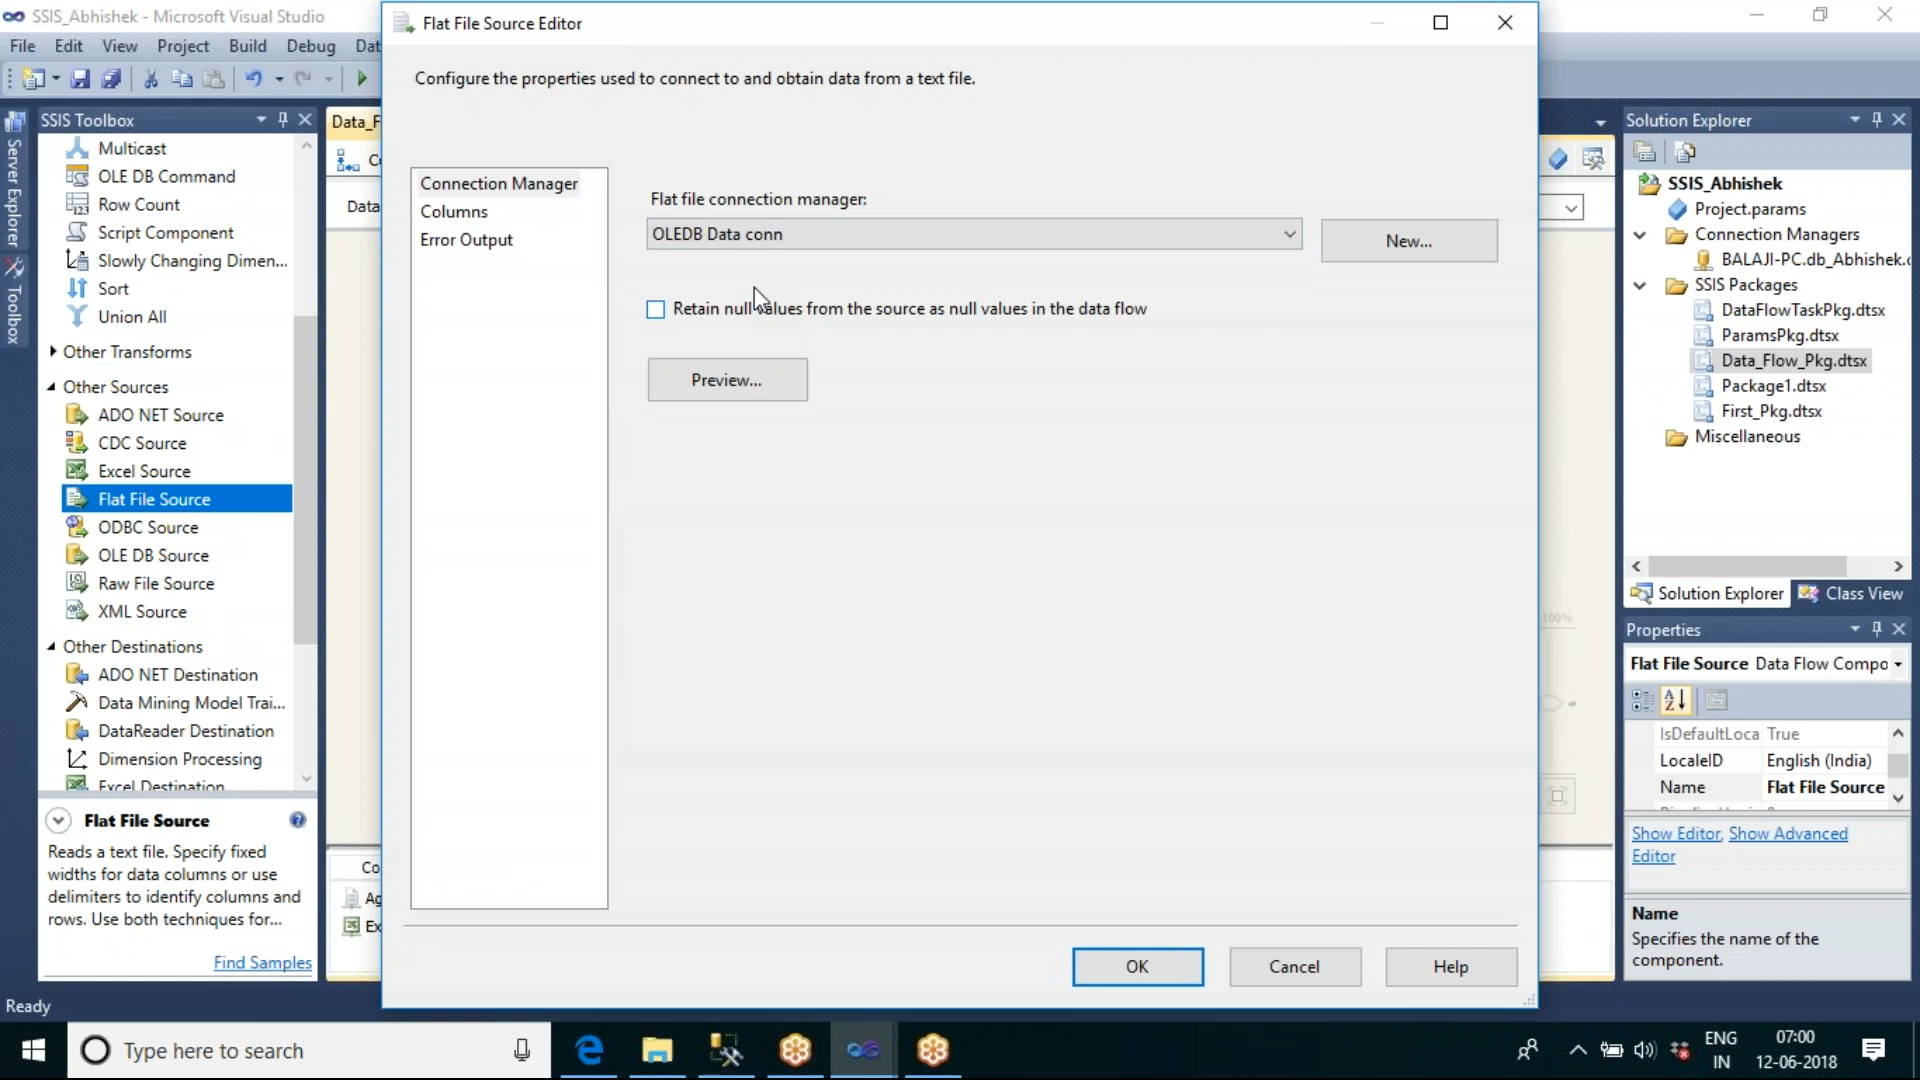 SSIS_Abhishek - Microsoft Visual Studio
File Edit View Project Build Debug Dat
Server Explorer
Toolbox
SSIS Toolbox
Multicast
OLE DB Command
Row Count
Script Component
Slowly Changing Dimen...
Sort
Union All
Other Transforms
Other Sources
ADO NET Source
CDC Source
Excel Source
Flat File Source
ODBC Source
OLE DB Source
Raw File Source
XML Source
Other Destinations
ADO NET Destination
Data Mining Model Trai...
DataReader Destination
Dimension Processing
Excel Destination
Flat File Source
Reads a text file. Specify fixed
widths for data columns or use
delimiters to identify columns and
rows. Use both techniques for...
Find Samples
Data_F
Data
Co
Flat File Source Editor
Configure the properties used to connect to and obtain data from a text file.
Connection Manager
Columns
Error Output
Flat file connection manager:
OLEDB Data conn
New...
Retain null values from the source as null values in the data flow
Preview...
OK Cancel Help
100%
Solution Explorer
SSIS_Abhishek
Project.params
Connection Managers
BALAJI-PC.db_Abhishek.c
SSIS Packages
DataFlowTaskPkg.dtsx
ParamsPkg.dtsx
Data_Flow_Pkg.dtsx
Package1.dtsx
First_Pkg.dtsx
Miscellaneous
Solution Explorer Class View
Properties
Flat File Source Data Flow Compo
IsDefaultLoca True
LocaleID English (India)
Name Flat File Source
Show Editor, Show Advanced
Editor
Name
Specifies the name of the
component.
Ready
Type here to search
ENG
IN
07:00
12-06-2018